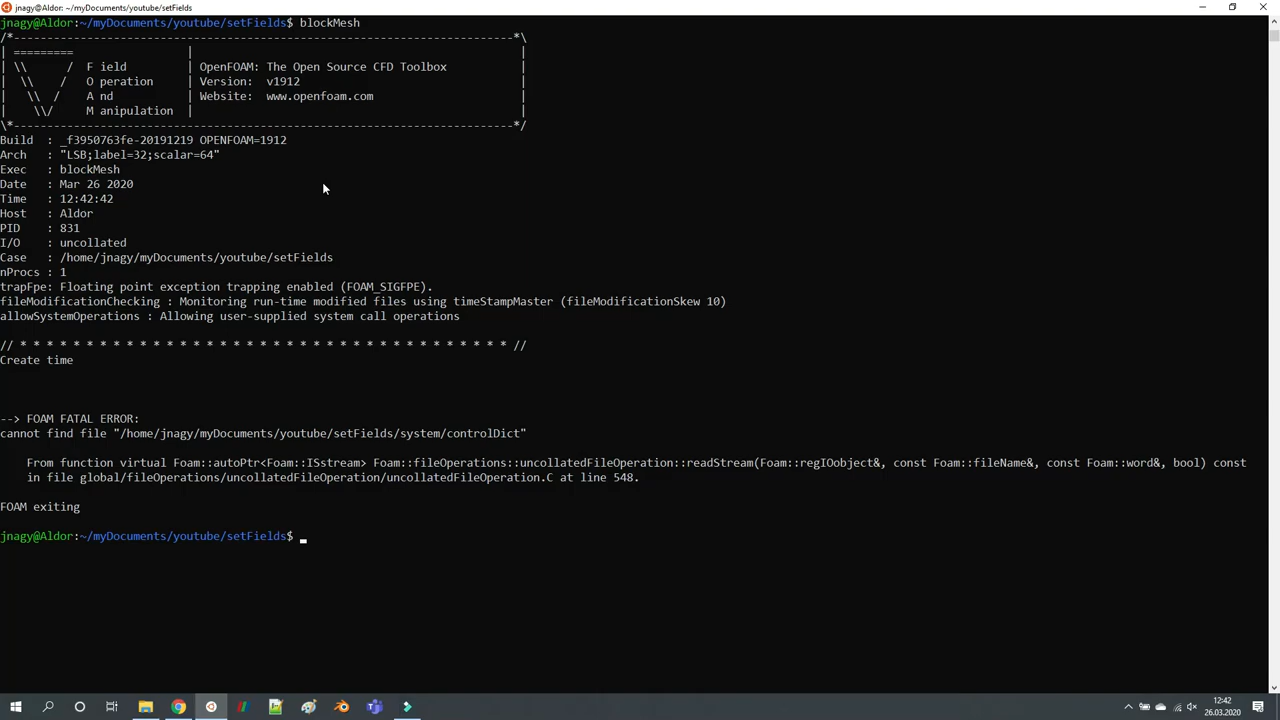 jnagy@Aldor: ~/myDocuments/youtube/setFields
jnagy@Aldor:~/myDocuments/youtube/setFields$ blockMesh
/*---------------------------------------------------------------------------*\
| =========                 |                                                 |
| \\      /  F ield         | OpenFOAM: The Open Source CFD Toolbox           |
|  \\    /   O peration     | Version:  v1912                                 |
|   \\  /    A nd           | Website:  www.openfoam.com                      |
|    \\/     M anipulation  |                                                 |
\*---------------------------------------------------------------------------*/
Build  : _f3950763fe-20191219 OPENFOAM=1912
Arch   : "LSB;label=32;scalar=64"
Exec   : blockMesh
Date   : Mar 26 2020
Time   : 12:42:42
Host   : Aldor
PID    : 831
I/O    : uncollated
Case   : /home/jnagy/myDocuments/youtube/setFields
nProcs : 1
trapFpe: Floating point exception trapping enabled (FOAM_SIGFPE).
fileModificationChecking : Monitoring run-time modified files using timeStampMaster (fileModificationSkew 10)
allowSystemOperations : Allowing user-supplied system call operations
// * * * * * * * * * * * * * * * * * * * * * * * * * * * * * * * * * * * * * //
Create time
--> FOAM FATAL ERROR:
cannot find file "/home/jnagy/myDocuments/youtube/setFields/system/controlDict"
    From function virtual Foam::autoPtr<Foam::ISstream> Foam::fileOperations::uncollatedFileOperation::readStream(Foam::regIOobject&, const Foam::fileName&, const Foam::word&, bool) const
    in file global/fileOperations/uncollatedFileOperation/uncollatedFileOperation.C at line 548.
FOAM exiting
jnagy@Aldor:~/myDocuments/youtube/setFields$
12:42
26.03.2020